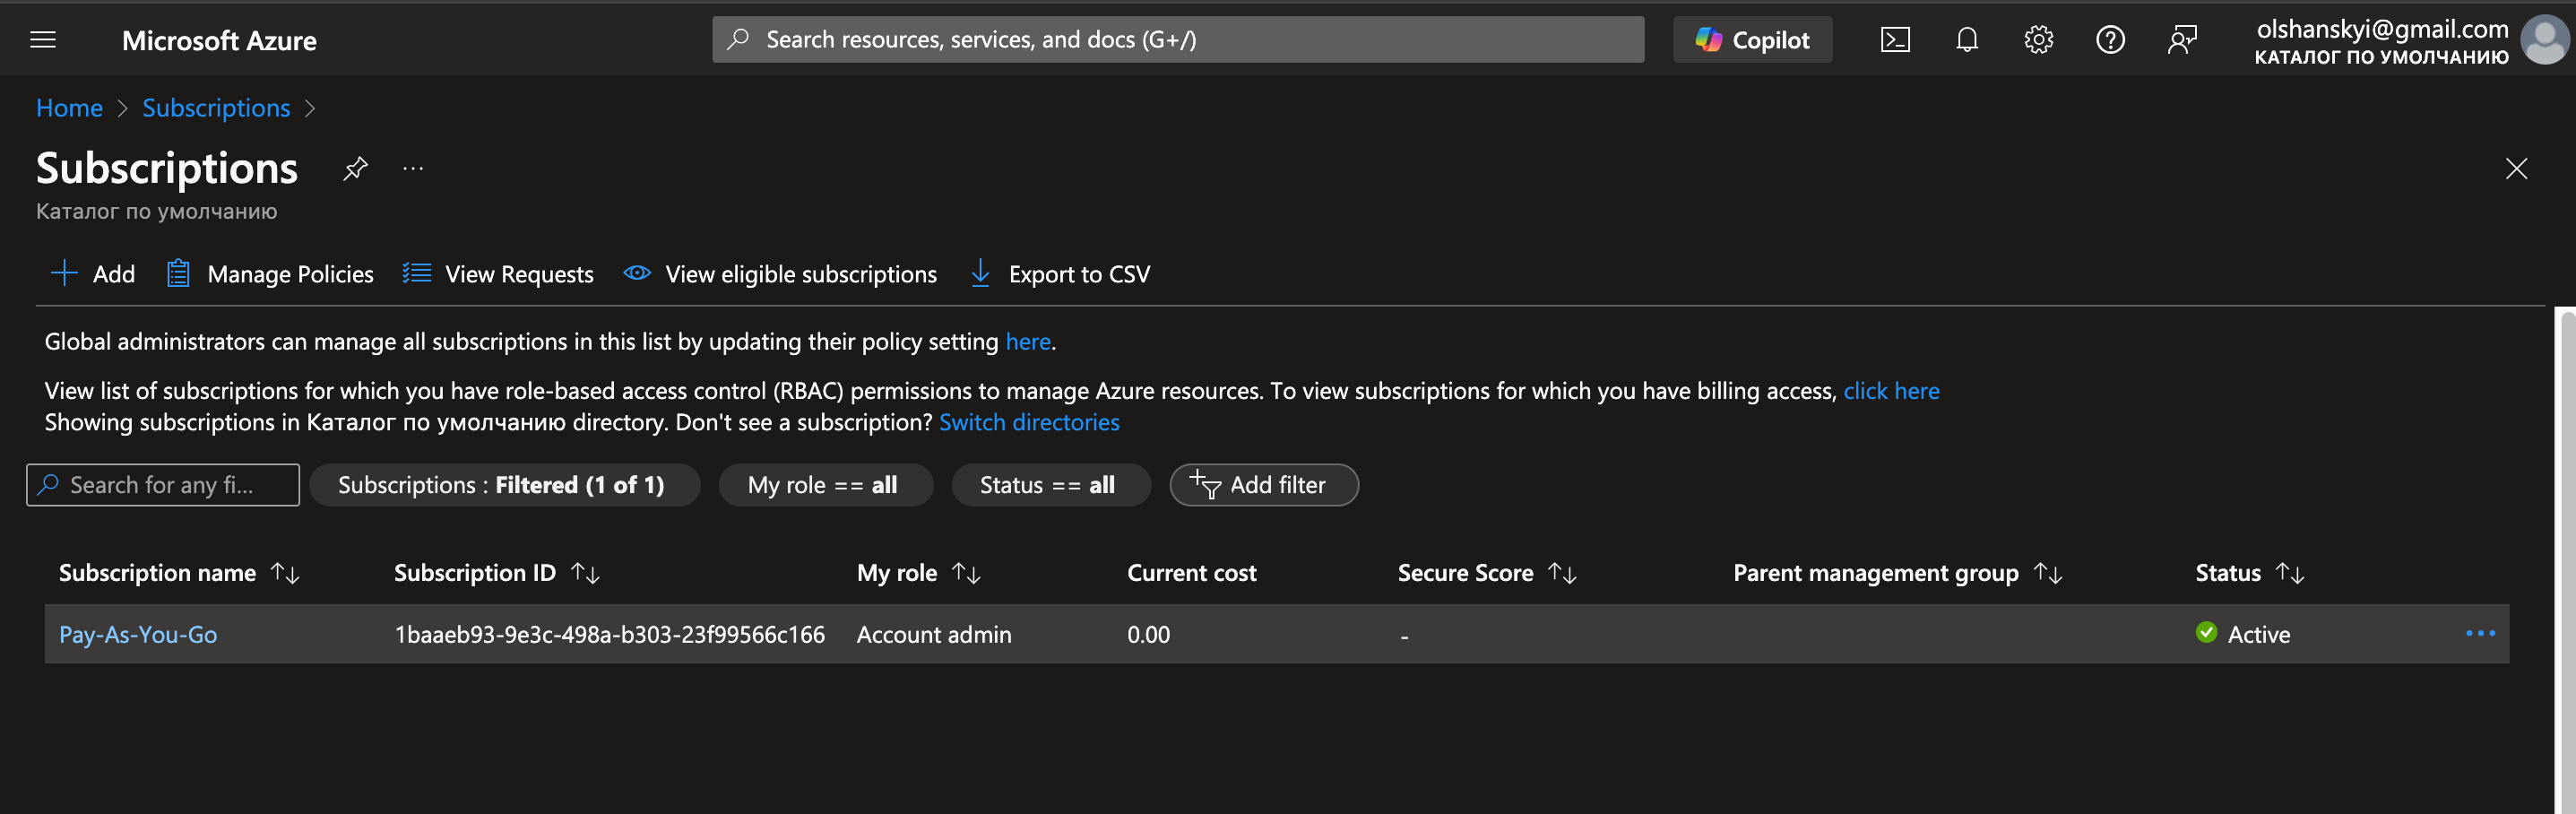 Microsoft Azure
Search resources, services, and docs (G+/)
Copilot
olshanskyi@gmail.com
КАТАЛОГ ПО УМОЛЧАНИЮ
Home > Subscriptions >
Subscriptions
Каталог по умолчанию
Add
Manage Policies
View Requests
View eligible subscriptions
Export to CSV
Global administrators can manage all subscriptions in this list by updating their policy setting here.
View list of subscriptions for which you have role-based access control (RBAC) permissions to manage Azure resources. To view subscriptions for which you have billing access, click here
Showing subscriptions in Каталог по умолчанию directory. Don't see a subscription? Switch directories
Search for any fi...
Subscriptions : Filtered (1 of 1)
My role == all
Status == all
Add filter
Subscription name Subscription ID My role Current cost Secure Score Parent management group Status
Pay-As-You-Go 1baaeb93-9e3c-498a-b303-23f99566c166 Account admin 0.00 - Active